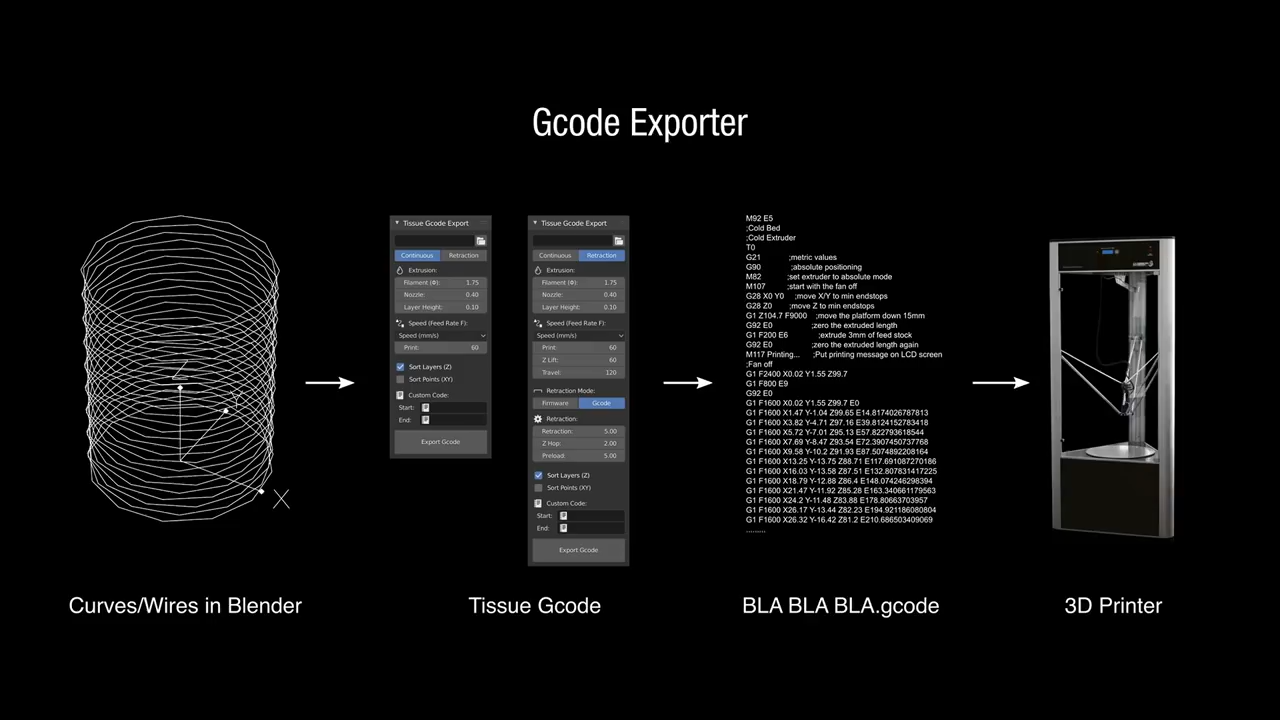 Gcode Exporter
X
Z
Y
Tissue Gcode Export
Continuous Retraction
Extrusion:
Filament (Φ): 1.75
Nozzle: 0.40
Layer Height: 0.10
Speed (Feed Rate F):
Speed (mm/s)
Print: 60
Sort Layers (Z)
Sort Points (XY)
Custom Code:
Start:
End:
Export Gcode
Tissue Gcode Export
Continuous Retraction
Extrusion:
Filament (Φ): 1.75
Nozzle: 0.40
Layer Height: 0.10
Speed (Feed Rate F):
Speed (mm/s)
Print: 60
Z Lift: 60
Travel: 120
Retraction Mode:
Firmware Gcode
Retraction:
Retraction: 5.00
Z Hop: 2.00
Preload: 5.00
Sort Layers (Z)
Sort Points (XY)
Custom Code:
Start:
End:
Export Gcode
M92 E5
;Cold Bed
;Cold Extruder
T0
G21 ;metric values
G90 ;absolute positioning
M82 ;set extruder to absolute mode
M107 ;start with the fan off
G28 X0 Y0 ;move X/Y to min endstops
G28 Z0 ;move Z to min endstops
G1 Z104.7 F9000 ;move the platform down 15mm
G92 E0 ;zero the extruded length
G1 F200 E6 ;extrude 3mm of feed stock
G92 E0 ;zero the extruded length again
M117 Printing... ;Put printing message on LCD screen
;Fan off
G1 F2400 X0.02 Y1.55 Z99.7
G1 F800 E9
G92 E0
G1 F1600 X0.02 Y1.55 Z99.7 E0
G1 F1600 X1.47 Y-1.04 Z99.65 E14.8174026787813
G1 F1600 X3.82 Y-4.71 Z97.16 E39.8124152783418
G1 F1600 X5.72 Y-7.01 Z95.13 E57.822793618544
G1 F1600 X7.69 Y-8.47 Z93.54 E72.3907450737768
G1 F1600 X9.58 Y-10.2 Z91.93 E87.5074892208164
G1 F1600 X13.25 Y-13.75 Z88.71 E117.691087270186
G1 F1600 X16.03 Y-13.58 Z87.51 E132.807831417225
G1 F1600 X18.79 Y-12.88 Z86.4 E148.074246298394
G1 F1600 X21.47 Y-11.92 Z85.28 E163.340661179563
G1 F1600 X24.2 Y-11.48 Z83.88 E178.80663703957
G1 F1600 X26.17 Y-13.44 Z82.23 E194.921186080804
G1 F1600 X26.32 Y-16.42 Z81.2 E210.686503409069
.........
Curves/Wires in Blender
Tissue Gcode
BLA BLA BLA.gcode
3D Printer